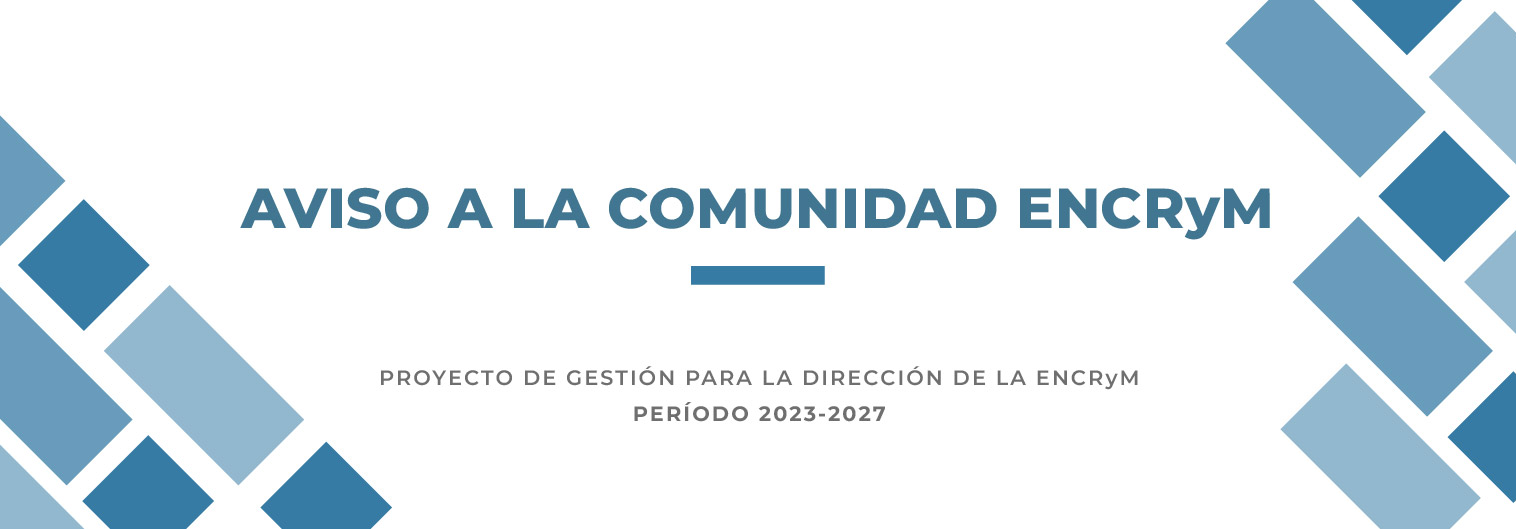 AVISO A LA COMUNIDAD ENCRyM
PROYECTO DE GESTIÓN PARA LA DIRECCIÓN DE LA ENCRyM
PERÍODO 2023-2027